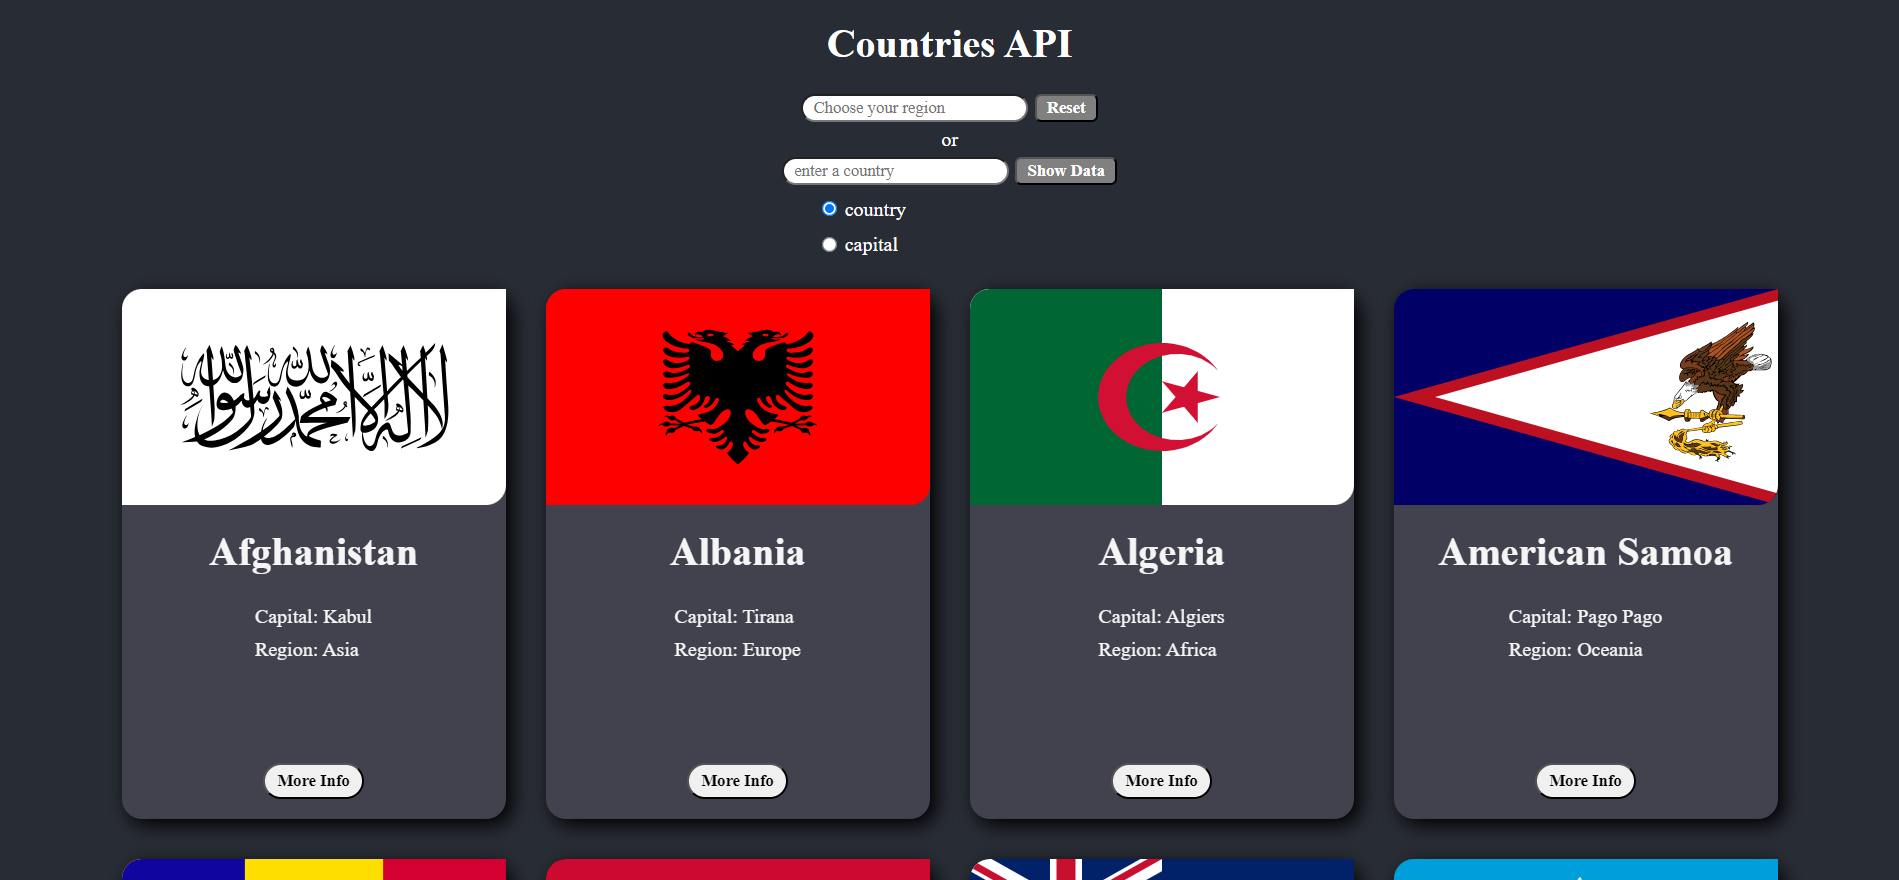 Countries API
Choose your region
Reset
or
enter a country
Show Data
country
capital
لا إله إلا الله محمد رسول الله
Afghanistan
Capital: Kabul
Region: Asia
More Info
Albania
Capital: Tirana
Region: Europe
More Info
Algeria
Capital: Algiers
Region: Africa
More Info
American Samoa
Capital: Pago Pago
Region: Oceania
More Info